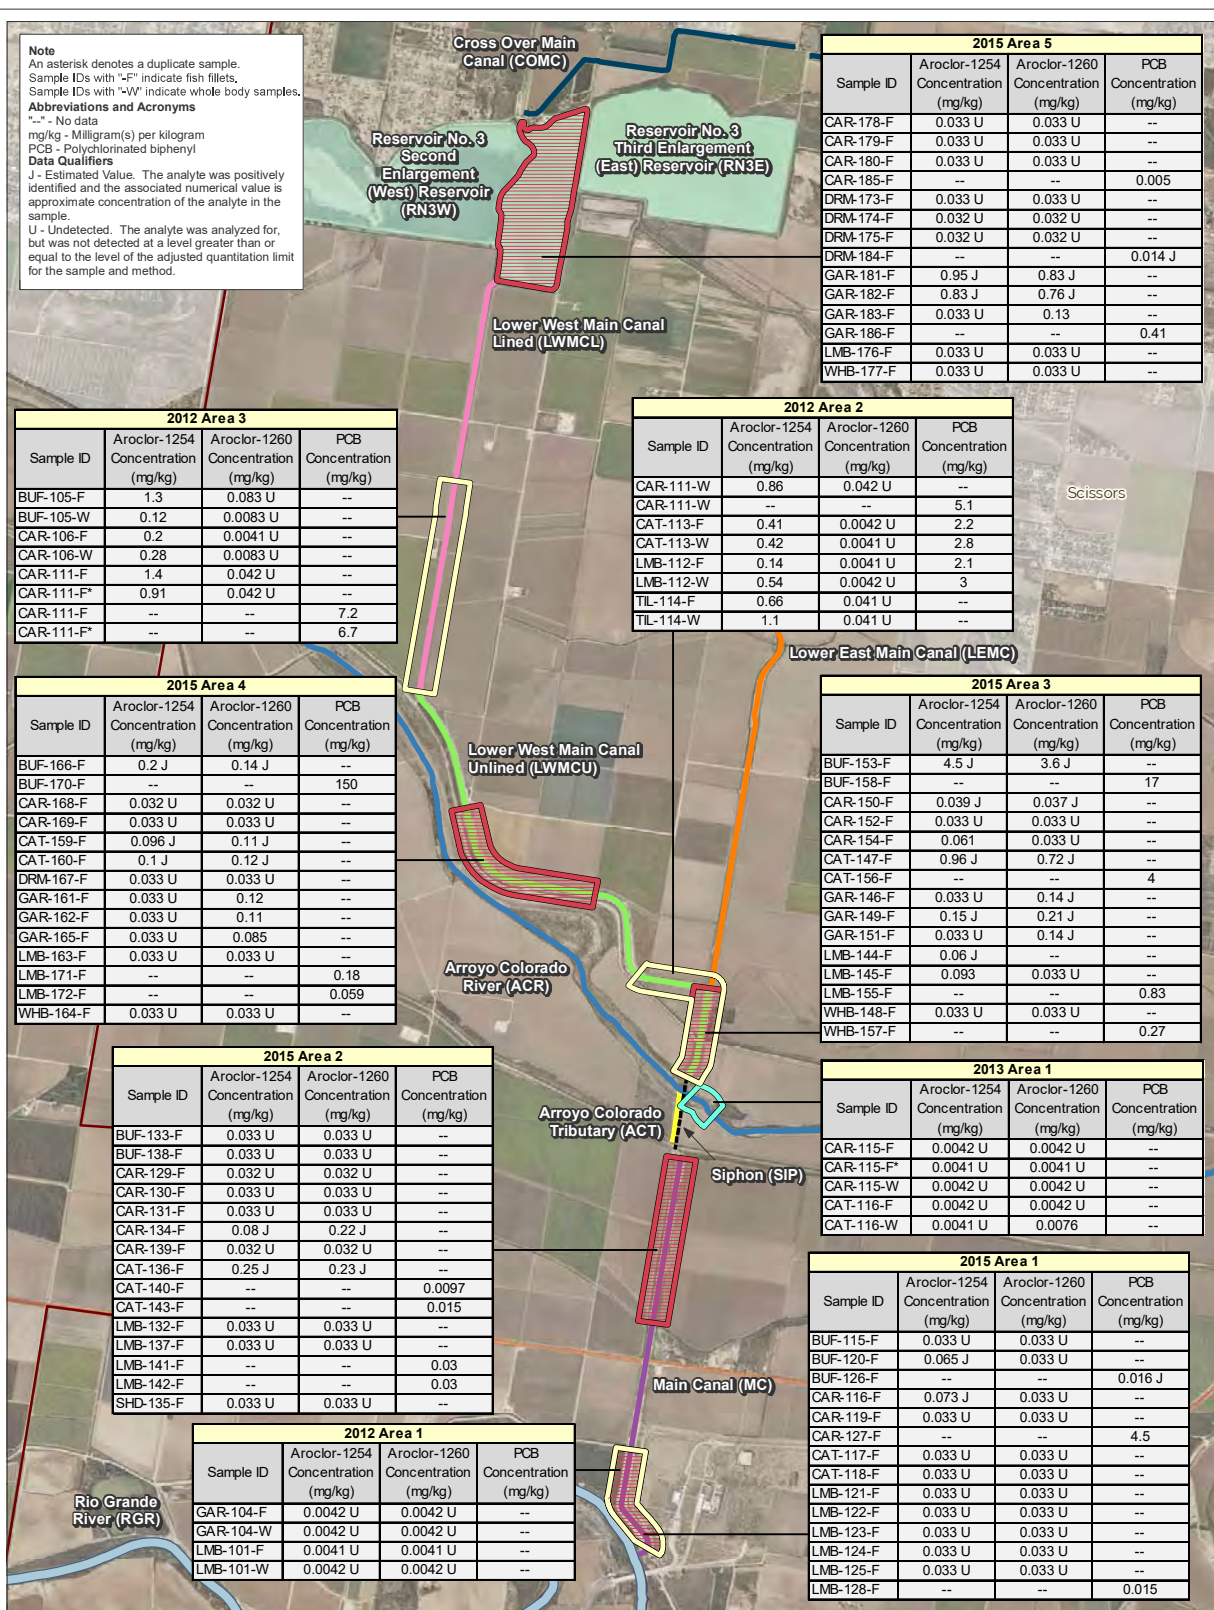 Note
An asterisk denotes a duplicate sample.
Sample IDs with "-F" indicate fish fillets.
Sample IDs with "-W" indicate whole body samples.
Abbreviations and Acronyms
"--" - No data
mg/kg - Milligram(s) per kilogram
PCB - Polychlorinated biphenyl
Data Qualifiers
J - Estimated Value. The analyte was positively
identified and the associated numerical value is
approximate concentration of the analyte in the
sample.
U - Undetected. The analyte was analyzed for,
but was not detected at a level greater than or
equal to the level of the adjusted quantitation limit
for the sample and method.
Cross Over Main
Canal (COMC)
Reservoir No. 3
Second
Enlargement
(West) Reservoir
(RN3W)
Reservoir No. 3
Third Enlargement
(East) Reservoir (RN3E)
2015 Area 5
Sample ID Aroclor-1254 Concentration (mg/kg) Aroclor-1260 Concentration (mg/kg) PCB Concentration (mg/kg)
CAR-178-F 0.033 U 0.033 U --
CAR-179-F 0.033 U 0.033 U --
CAR-180-F 0.033 U 0.033 U --
CAR-185-F -- -- 0.005
DRM-173-F 0.033 U 0.033 U --
DRM-174-F 0.032 U 0.032 U --
DRM-175-F 0.032 U 0.032 U --
DRM-184-F -- -- 0.014 J
GAR-181-F 0.95 J 0.83 J --
GAR-182-F 0.83 J 0.76 J --
GAR-183-F 0.033 U 0.13 --
GAR-186-F -- -- 0.41
LMB-176-F 0.033 U 0.033 U --
WHB-177-F 0.033 U 0.033 U --
Lower West Main Canal
Lined (LWMCL)
2012 Area 3
Sample ID Aroclor-1254 Concentration (mg/kg) Aroclor-1260 Concentration (mg/kg) PCB Concentration (mg/kg)
BUF-105-F 1.3 0.083 U --
BUF-105-W 0.12 0.0083 U --
CAR-106-F 0.2 0.0041 U --
CAR-106-W 0.28 0.0083 U --
CAR-111-F 1.4 0.042 U --
CAR-111-F* 0.91 0.042 U --
CAR-111-F -- -- 7.2
CAR-111-F* -- -- 6.7
2012 Area 2
Sample ID Aroclor-1254 Concentration (mg/kg) Aroclor-1260 Concentration (mg/kg) PCB Concentration (mg/kg)
CAR-111-W 0.86 0.042 U --
CAR-111-W -- -- 5.1
CAT-113-F 0.41 0.0042 U 2.2
CAT-113-W 0.42 0.0041 U 2.8
LMB-112-F 0.14 0.0041 U 2.1
LMB-112-W 0.54 0.0042 U 3
TIL-114-F 0.66 0.041 U --
TIL-114-W 1.1 0.041 U --
Scissors
Lower East Main Canal (LEMC)
2015 Area 4
Sample ID Aroclor-1254 Concentration (mg/kg) Aroclor-1260 Concentration (mg/kg) PCB Concentration (mg/kg)
BUF-166-F 0.2 J 0.14 J --
BUF-170-F -- -- 150
CAR-168-F 0.032 U 0.032 U --
CAR-169-F 0.033 U 0.033 U --
CAT-159-F 0.096 J 0.11 J --
CAT-160-F 0.1 J 0.12 J --
DRM-167-F 0.033 U 0.033 U --
GAR-161-F 0.033 U 0.12 --
GAR-162-F 0.033 U 0.11 --
GAR-165-F 0.033 U 0.085 --
LMB-163-F 0.033 U 0.033 U --
LMB-171-F -- -- 0.18
LMB-172-F -- -- 0.059
WHB-164-F 0.033 U 0.033 U --
Lower West Main Canal
Unlined (LWMCU)
2015 Area 3
Sample ID Aroclor-1254 Concentration (mg/kg) Aroclor-1260 Concentration (mg/kg) PCB Concentration (mg/kg)
BUF-153-F 4.5 J 3.6 J --
BUF-158-F -- -- 17
CAR-150-F 0.039 J 0.037 J --
CAR-152-F 0.033 U 0.033 U --
CAR-154-F 0.061 0.033 U --
CAT-147-F 0.96 J 0.72 J --
CAT-156-F -- -- 4
GAR-146-F 0.033 U 0.14 J --
GAR-149-F 0.15 J 0.21 J --
GAR-151-F 0.033 U 0.14 J --
LMB-144-F 0.06 J -- --
LMB-145-F 0.093 0.033 U --
LMB-155-F -- -- 0.83
WHB-148-F 0.033 U 0.033 U --
WHB-157-F -- -- 0.27
Arroyo Colorado
River (ACR)
2015 Area 2
Sample ID Aroclor-1254 Concentration (mg/kg) Aroclor-1260 Concentration (mg/kg) PCB Concentration (mg/kg)
BUF-133-F 0.033 U 0.033 U --
BUF-138-F 0.033 U 0.033 U --
CAR-129-F 0.032 U 0.032 U --
CAR-130-F 0.033 U 0.033 U --
CAR-131-F 0.033 U 0.033 U --
CAR-134-F 0.08 J 0.22 J --
CAR-139-F 0.032 U 0.032 U --
CAT-136-F 0.25 J 0.23 J --
CAT-140-F -- -- 0.0097
CAT-143-F -- -- 0.015
LMB-132-F 0.033 U 0.033 U --
LMB-137-F 0.033 U 0.033 U --
LMB-141-F -- -- 0.03
LMB-142-F -- -- 0.03
SHD-135-F 0.033 U 0.033 U --
Arroyo Colorado
Tributary (ACT)
Siphon (SIP)
2013 Area 1
Sample ID Aroclor-1254 Concentration (mg/kg) Aroclor-1260 Concentration (mg/kg) PCB Concentration (mg/kg)
CAR-115-F 0.0042 U 0.0042 U --
CAR-115-F* 0.0041 U 0.0041 U --
CAR-115-W 0.0042 U 0.0042 U --
CAT-116-F 0.0042 U 0.0042 U --
CAT-116-W 0.0041 U 0.0076 --
Main Canal (MC)
2015 Area 1
Sample ID Aroclor-1254 Concentration (mg/kg) Aroclor-1260 Concentration (mg/kg) PCB Concentration (mg/kg)
BUF-115-F 0.033 U 0.033 U --
BUF-120-F 0.065 J 0.033 U --
BUF-126-F -- -- 0.016 J
CAR-116-F 0.073 J 0.033 U --
CAR-119-F 0.033 U 0.033 U --
CAR-127-F -- -- 4.5
CAT-117-F 0.033 U 0.033 U --
CAT-118-F 0.033 U 0.033 U --
LMB-121-F 0.033 U 0.033 U --
LMB-122-F 0.033 U 0.033 U --
LMB-123-F 0.033 U 0.033 U --
LMB-124-F 0.033 U 0.033 U --
LMB-125-F 0.033 U 0.033 U --
LMB-128-F -- -- 0.015
2012 Area 1
Sample ID Aroclor-1254 Concentration (mg/kg) Aroclor-1260 Concentration (mg/kg) PCB Concentration (mg/kg)
GAR-104-F 0.0042 U 0.0042 U --
GAR-104-W 0.0042 U 0.0042 U --
LMB-101-F 0.0041 U 0.0041 U --
LMB-101-W 0.0042 U 0.0042 U --
Rio Grande
River (RGR)